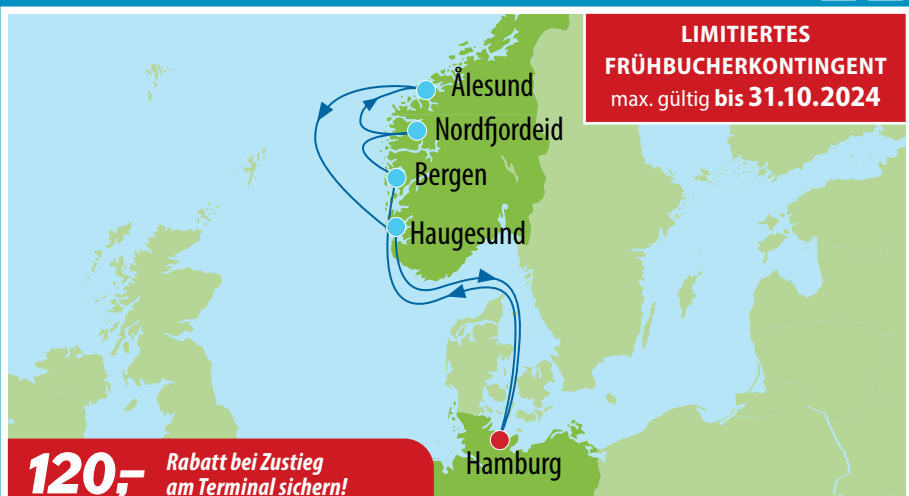 LIMITIERTES
FRÜHBUCHERKONTINGENT
max. gültig bis 31.10.2024
Ålesund
Nordfjordeid
Bergen
Haugesund
Hamburg
120,- Rabatt bei Zustieg
am Terminal sichern!